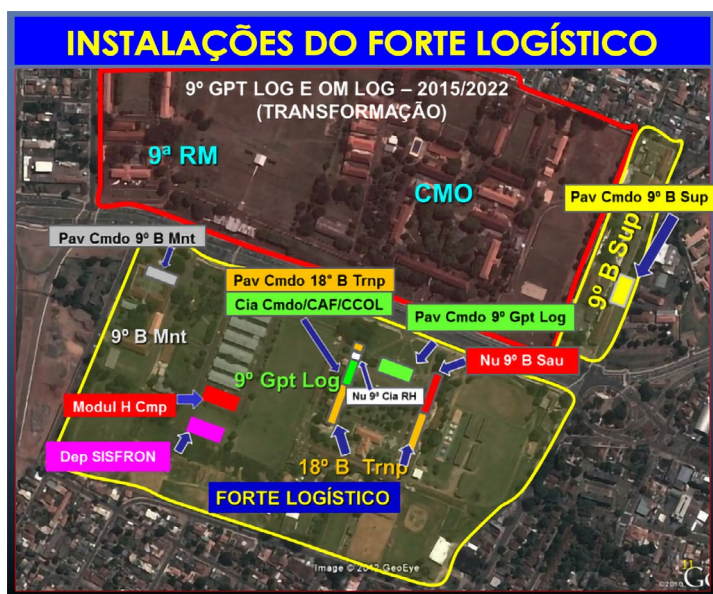 INSTALAÇÕES DO FORTE LOGÍSTICO
9º GPT LOG E OM LOG – 2015/2022
(TRANSFORMAÇÃO)
9ª RM
CMO
Pav Cmdo 9º B Sup
9º B Sup
Pav Cmdo 9º B Mnt
Pav Cmdo 18° B Trnp
Cia Cmdo/CAF/CCOL
Pav Cmdo 9º Gpt Log
9º B Mnt
Nu 9º B Sau
9º Gpt Log
Nu 9ª Cia RH
Modul H Cmp
Dep SISFRON
18º B Trnp
FORTE LOGÍSTICO
Image © 2012 GeoEye
11